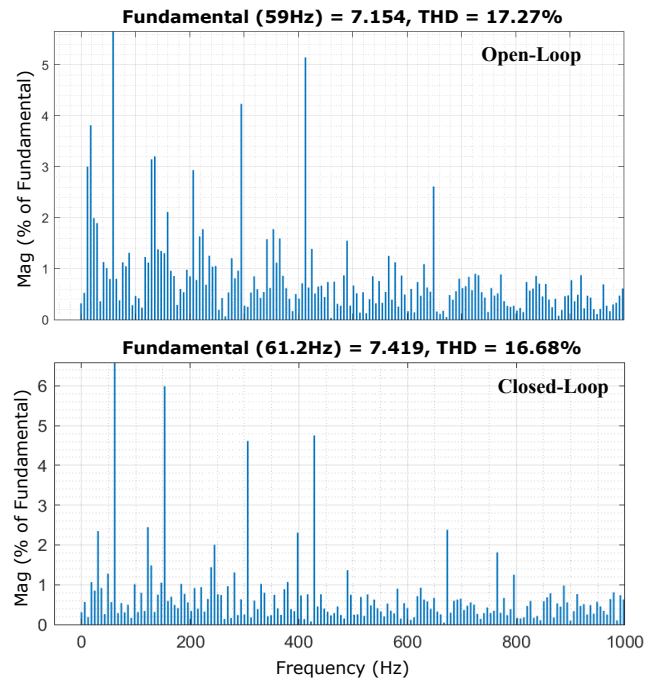 Fundamental (59Hz) = 7.154, THD = 17.27%
Open-Loop
Mag (% of Fundamental)
5
4
3
2
1
0
Fundamental (61.2Hz) = 7.419, THD = 16.68%
Closed-Loop
Mag (% of Fundamental)
6
5
4
3
2
1
0
0 200 400 600 800 1000
Frequency (Hz)